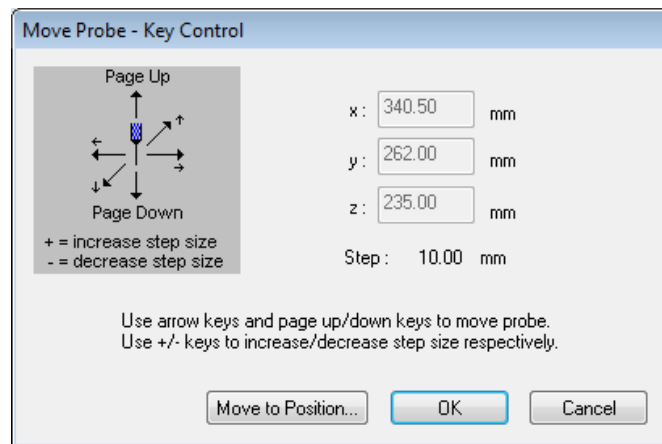 Move Probe - Key Control
Page Up
Page Down
+ = increase step size
- = decrease step size
x : 340.50 mm
y : 262.00 mm
z : 235.00 mm
Step : 10.00 mm
Use arrow keys and page up/down keys to move probe.
Use +/- keys to increase/decrease step size respectively.
Move to Position... OK Cancel